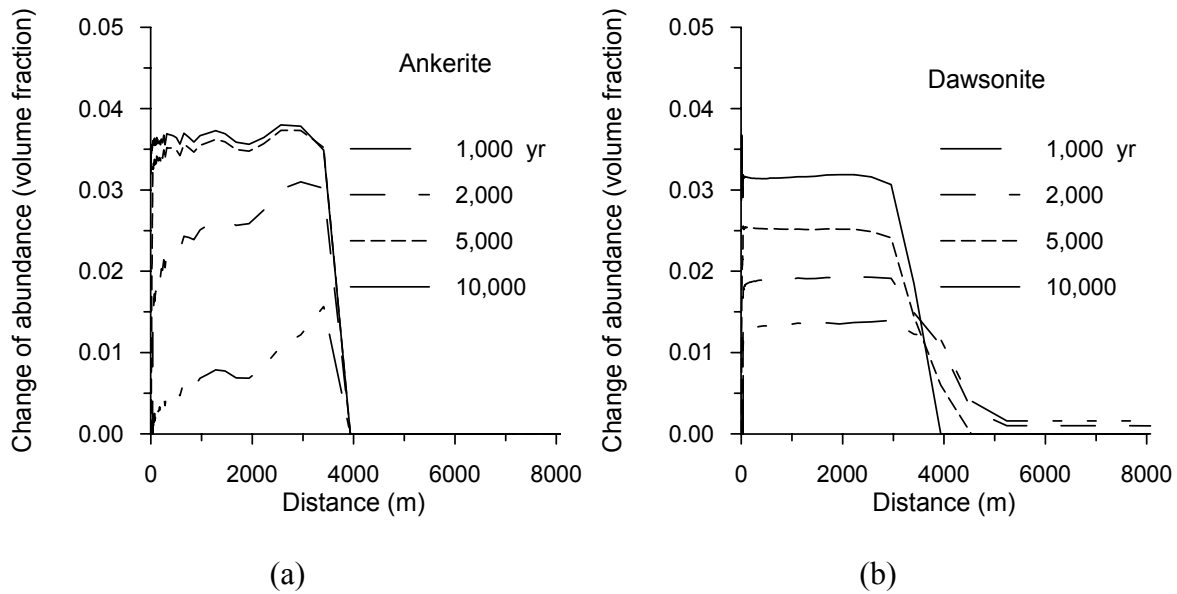 Change of abundance (volume fraction)
0.05
0.04
0.03
0.02
0.01
0.00
Ankerite
1,000 yr
2,000
5,000
10,000
0 2000 4000 6000 8000
Distance (m)
(a)
Change of abundance (volume fraction)
0.05
0.04
0.03
0.02
0.01
0.00
Dawsonite
1,000 yr
2,000
5,000
10,000
0 2000 4000 6000 8000
Distance (m)
(b)